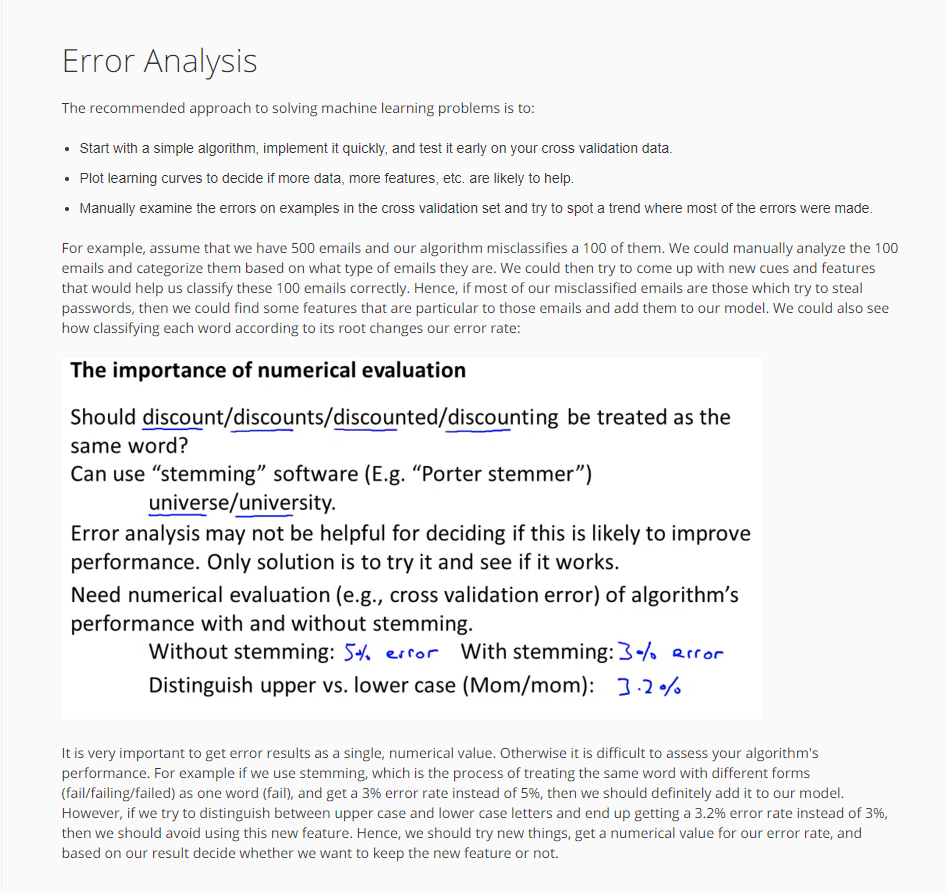 Error Analysis
The recommended approach to solving machine learning problems is to:
• Start with a simple algorithm, implement it quickly, and test it early on your cross validation data.
• Plot learning curves to decide if more data, more features, etc. are likely to help.
• Manually examine the errors on examples in the cross validation set and try to spot a trend where most of the errors were made.
For example, assume that we have 500 emails and our algorithm misclassifies a 100 of them. We could manually analyze the 100
emails and categorize them based on what type of emails they are. We could then try to come up with new cues and features
that would help us classify these 100 emails correctly. Hence, if most of our misclassified emails are those which try to steal
passwords, then we could find some features that are particular to those emails and add them to our model. We could also see
how classifying each word according to its root changes our error rate:
The importance of numerical evaluation
Should discount/discounts/discounted/discounting be treated as the
same word?
Can use “stemming” software (E.g. “Porter stemmer”)
universe/university.
Error analysis may not be helpful for deciding if this is likely to improve
performance. Only solution is to try it and see if it works.
Need numerical evaluation (e.g., cross validation error) of algorithm’s
performance with and without stemming.
Without stemming: 5% error With stemming: 3% error
Distinguish upper vs. lower case (Mom/mom): 3.2%
It is very important to get error results as a single, numerical value. Otherwise it is difficult to assess your algorithm's
performance. For example if we use stemming, which is the process of treating the same word with different forms
(fail/failing/failed) as one word (fail), and get a 3% error rate instead of 5%, then we should definitely add it to our model.
However, if we try to distinguish between upper case and lower case letters and end up getting a 3.2% error rate instead of 3%,
then we should avoid using this new feature. Hence, we should try new things, get a numerical value for our error rate, and
based on our result decide whether we want to keep the new feature or not.